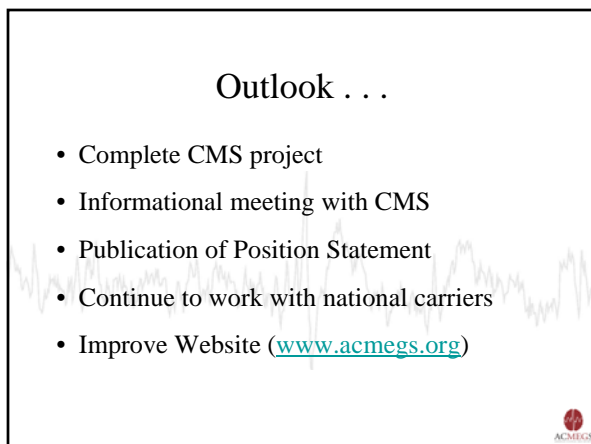 Outlook . . .
• Complete CMS project
• Informational meeting with CMS
• Publication of Position Statement
• Continue to work with national carriers
• Improve Website (www.acmegs.org)
ACMEGS